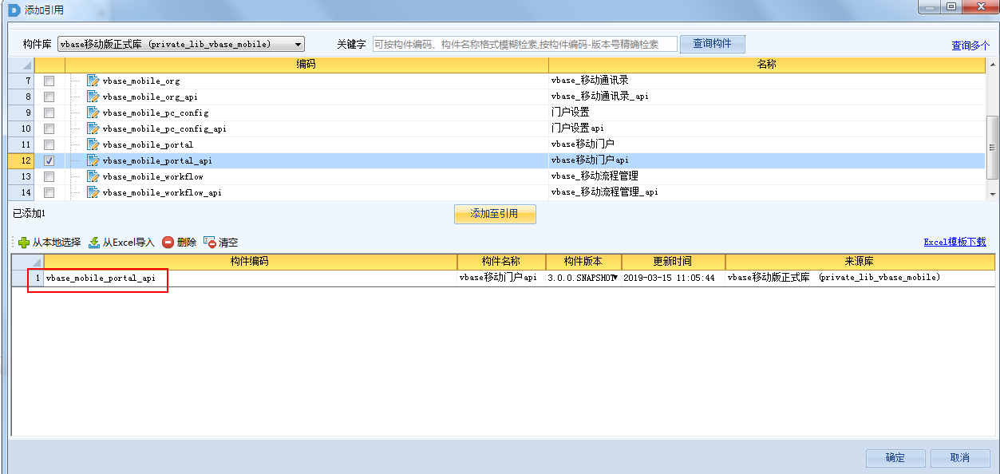 添加引用
构件库 vbase移动版正式库 (private_lib_vbase_mobile) 关键字 可按构件编码、构件名称格式模糊检索,按构件编码-版本号精确检索 查询构件 查询多个
编码 名称
7 vbase_mobile_org vbase_移动通讯录
8 vbase_mobile_org_api vbase_移动通讯录_api
9 vbase_mobile_pc_config 门户设置
10 vbase_mobile_pc_config_api 门户设置api
11 vbase_mobile_portal vbase移动门户
12 vbase_mobile_portal_api vbase移动门户api
13 vbase_mobile_workflow vbase_移动流程管理
14 vbase_mobile_workflow_api vbase_移动流程管理_api
已添加1 添加至引用
从本地选择 从Excel导入 删除 清空 Excel模板下载
构件编码 构件名称 构件版本 更新时间 来源库
1 vbase_mobile_portal_api vbase移动门户api 3.0.0.SNAPSHOT 2019-03-15 11:05:44 vbase移动版正式库 (private_lib_vbase_mobile)
确定 取消